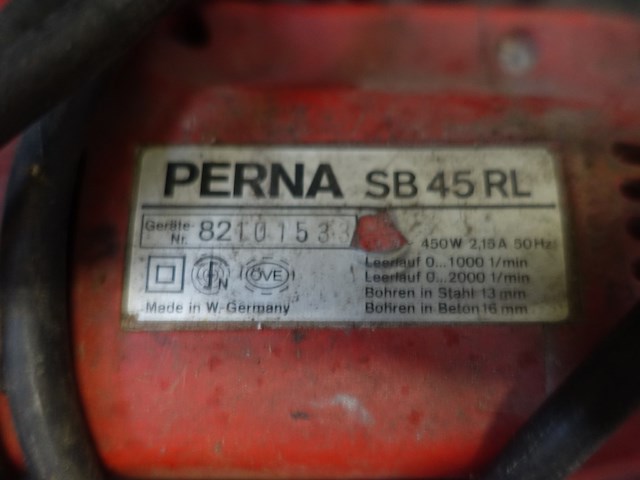 PERNA SB 45 RL
Geräte-
Nr. 8210153
450W 2,15A 50Hz
Leerlauf 0...1000 1/min
Leerlauf 0...2000 1/min
N ÖVE
Bohren in Stahl 13 mm
Made in W.-Germany Bohren in Beton 16 mm